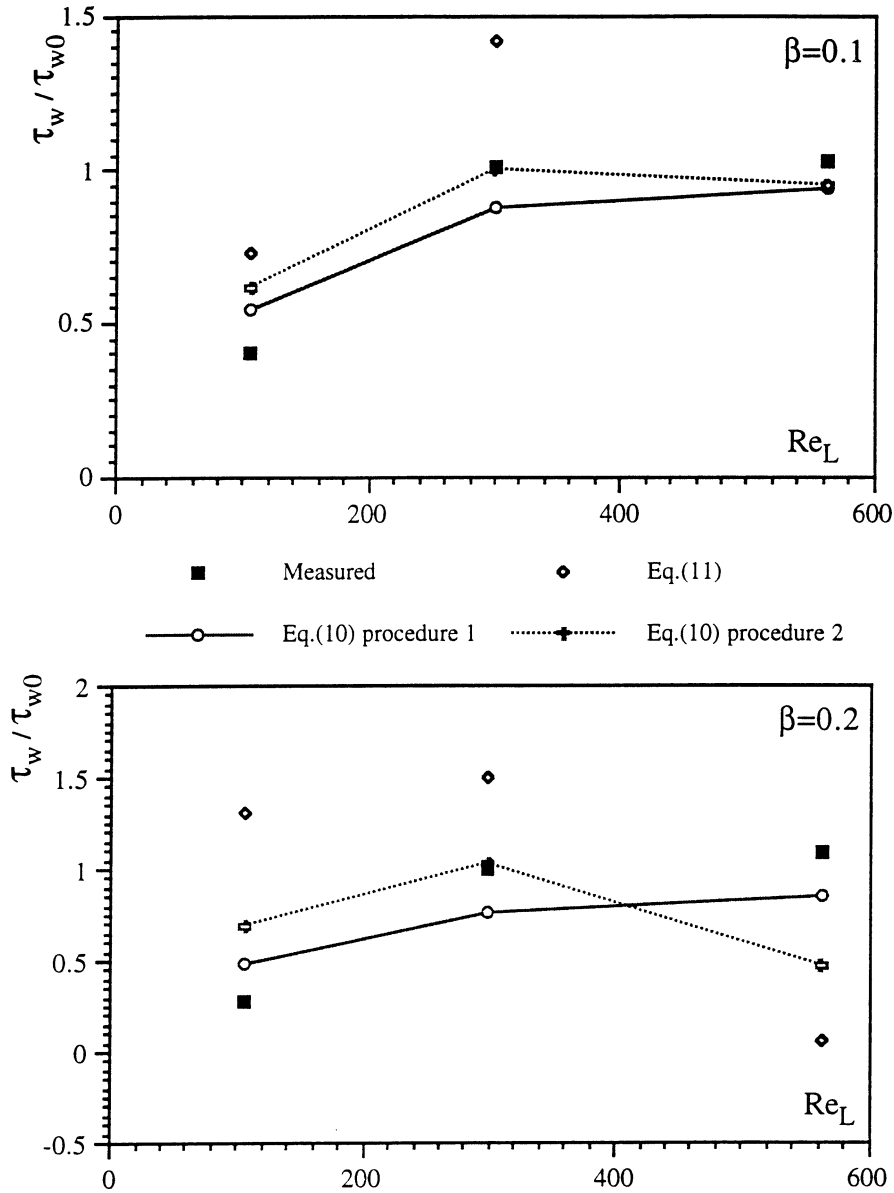 1.5
β=0.1
τw / τw0
1
0.5
ReL
0
0 200 400 600
Measured Eq.(11)
Eq.(10) procedure 1 Eq.(10) procedure 2
2
β=0.2
τw / τw0
1.5
1
0.5
0
ReL
-0.5
0 200 400 600